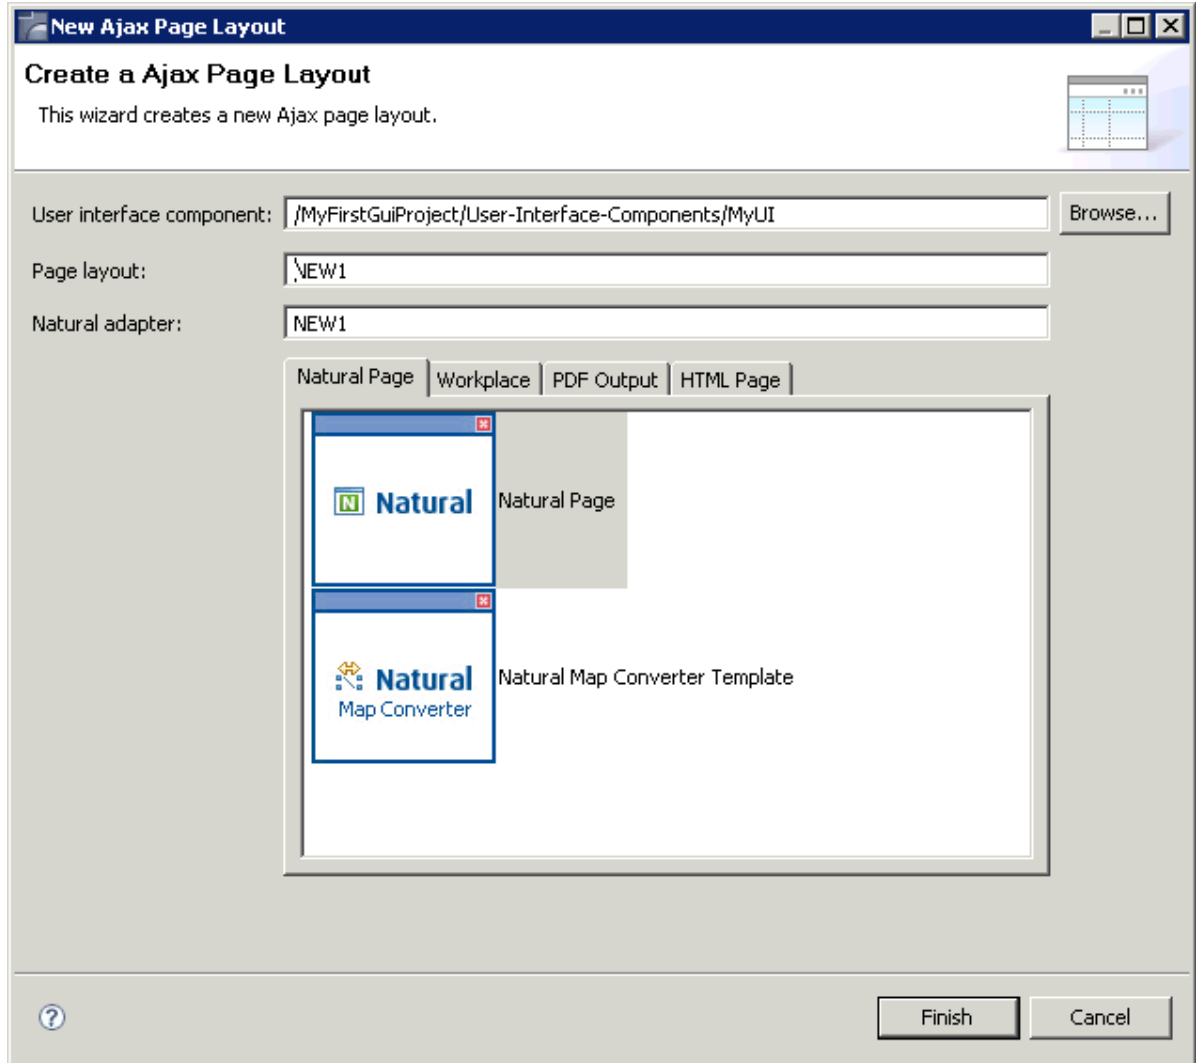 New Ajax Page Layout
Create a Ajax Page Layout
This wizard creates a new Ajax page layout.
User interface component: /MyFirstGuiProject/User-Interface-Components/MyUI Browse...
Page layout: NEW1
Natural adapter: NEW1
Natural Page Workplace PDF Output HTML Page
N Natural Natural Page
Natural Natural Map Converter Template
Map Converter
? Finish Cancel